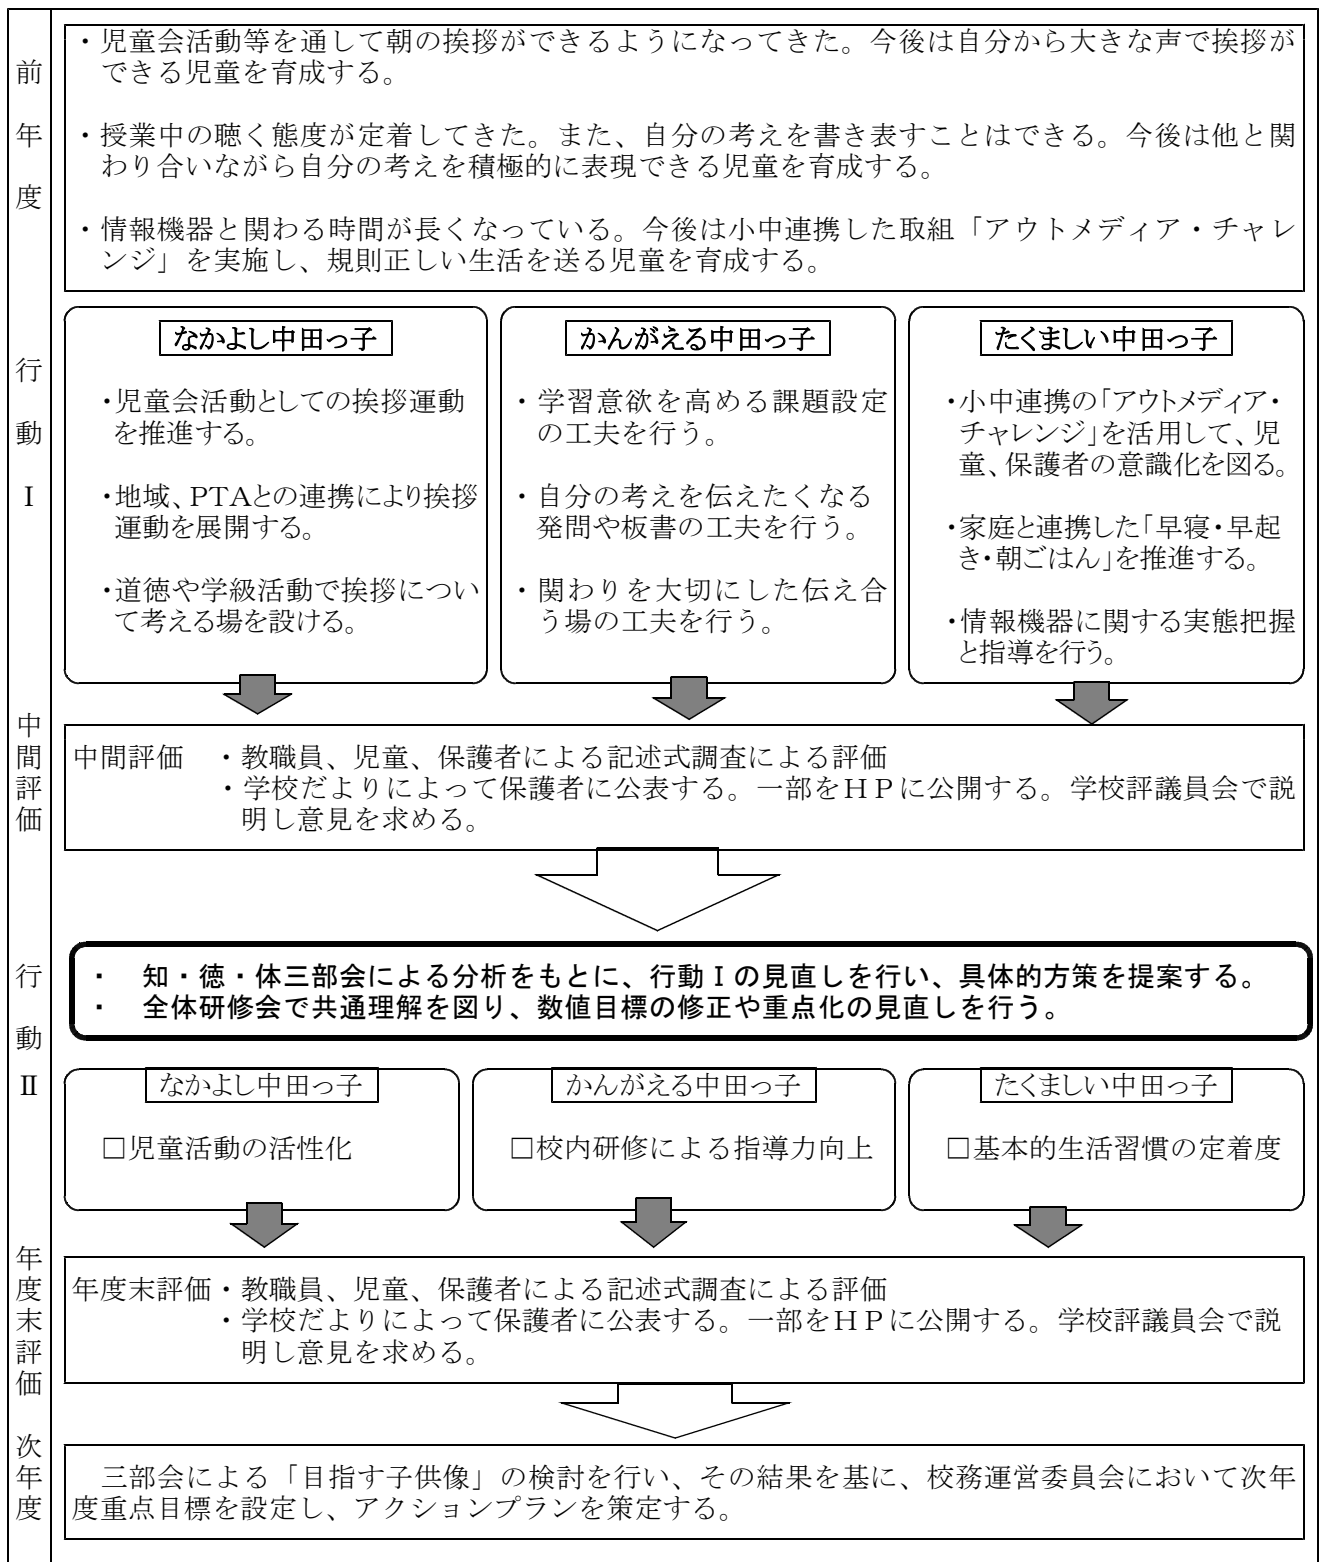 前年度
・児童会活動等を通して朝の挨拶ができるようになってきた。今後は自分から大きな声で挨拶が
できる児童を育成する。
・授業中の聴く態度が定着してきた。また、自分の考えを書き表すことはできる。今後は他と関
わり合いながら自分の考えを積極的に表現できる児童を育成する。
・情報機器と関わる時間が長くなっている。今後は小中連携した取組「アウトメディア・チャレ
ンジ」を実施し、規則正しい生活を送る児童を育成する。
行動Ⅰ
なかよし中田っ子
・児童会活動としての挨拶運動
を推進する。
・地域、PTAとの連携により挨拶
運動を展開する。
・道徳や学級活動で挨拶につい
て考える場を設ける。
かんがえる中田っ子
・学習意欲を高める課題設定
の工夫を行う。
・自分の考えを伝えたくなる
発問や板書の工夫を行う。
・関わりを大切にした伝え合
う場の工夫を行う。
たくましい中田っ子
・小中連携の「アウトメディア・
チャレンジ」を活用して、児
童、保護者の意識化を図る。
・家庭と連携した「早寝・早起
き・朝ごはん」を推進する。
・情報機器に関する実態把握
と指導を行う。
中間評価
中間評価 ・教職員、児童、保護者による記述式調査による評価
・学校だよりによって保護者に公表する。一部をHPに公開する。学校評議員会で説
明し意見を求める。
行動Ⅱ
・ 知・徳・体三部会による分析をもとに、行動Ⅰの見直しを行い、具体的方策を提案する。
・ 全体研修会で共通理解を図り、数値目標の修正や重点化の見直しを行う。
なかよし中田っ子
□児童活動の活性化
かんがえる中田っ子
□校内研修による指導力向上
たくましい中田っ子
□基本的生活習慣の定着度
年度末評価
年度末評価・教職員、児童、保護者による記述式調査による評価
・学校だよりによって保護者に公表する。一部をHPに公開する。学校評議員会で説
明し意見を求める。
次年度
三部会による「目指す子供像」の検討を行い、その結果を基に、校務運営委員会において次年
度重点目標を設定し、アクションプランを策定する。